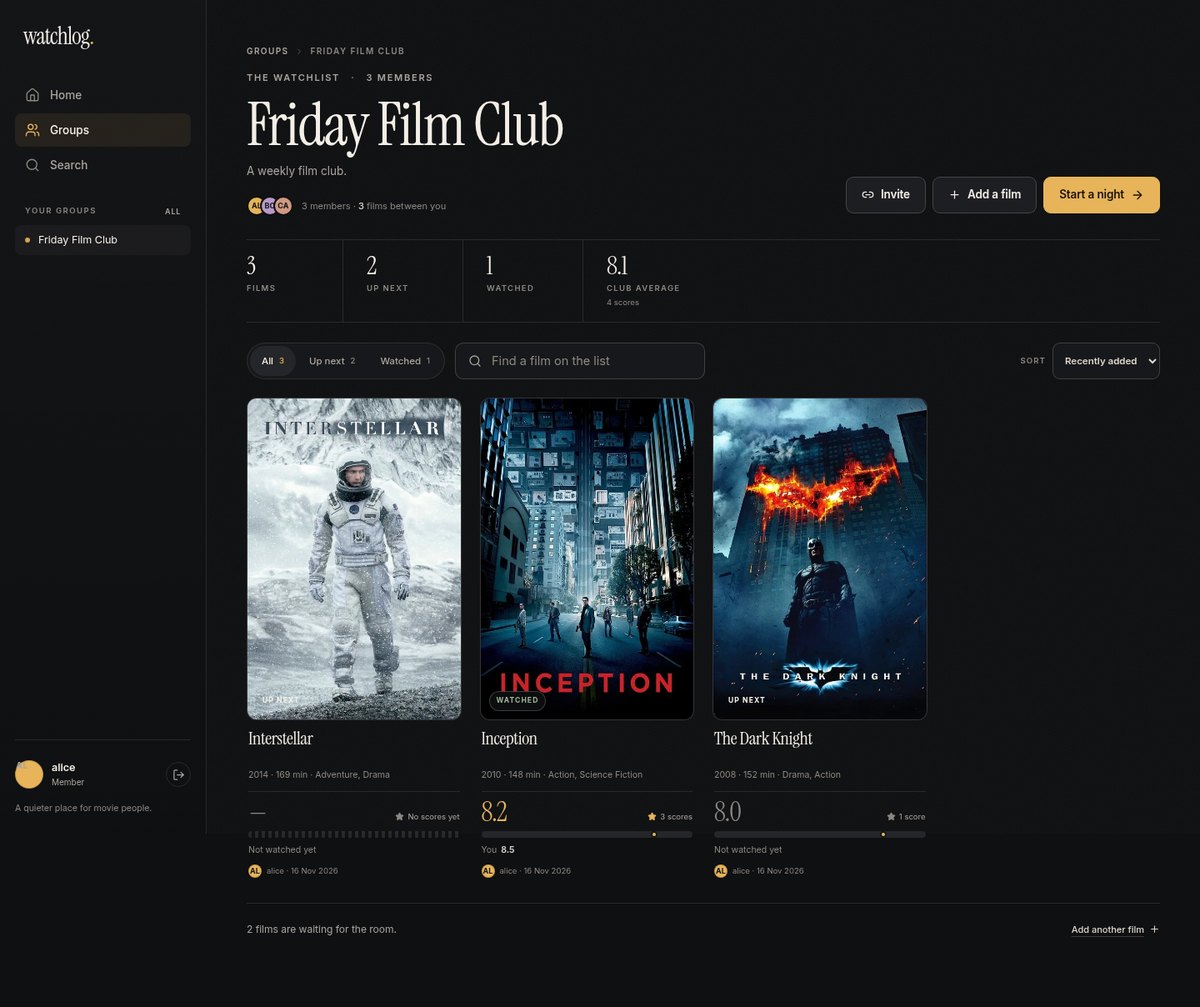 watchlog.
Home
Groups
Search
YOUR GROUPS ALL
Friday Film Club
alice
Member
A quieter place for movie people.
GROUPS › FRIDAY FILM CLUB
THE WATCHLIST · 3 MEMBERS
Friday Film Club
A weekly film club.
AL BO CA 3 members · 3 films between you
Invite
+ Add a film
Start a night →
3
FILMS
2
UP NEXT
1
WATCHED
8.1
CLUB AVERAGE
4 scores
All 3 Up next 2 Watched 1
Find a film on the list
SORT Recently added
INTERSTELLAR
UP NEXT
Interstellar
2014 · 169 min · Adventure, Drama
— No scores yet
Not watched yet
AL alice · 16 Nov 2026
INCEPTION
WATCHED
Inception
2010 · 148 min · Action, Science Fiction
8.2 3 scores
You 8.5
AL alice · 16 Nov 2026
THE DARK KNIGHT
UP NEXT
The Dark Knight
2008 · 152 min · Drama, Action
8.0 1 score
Not watched yet
AL alice · 16 Nov 2026
2 films are waiting for the room.
Add another film +